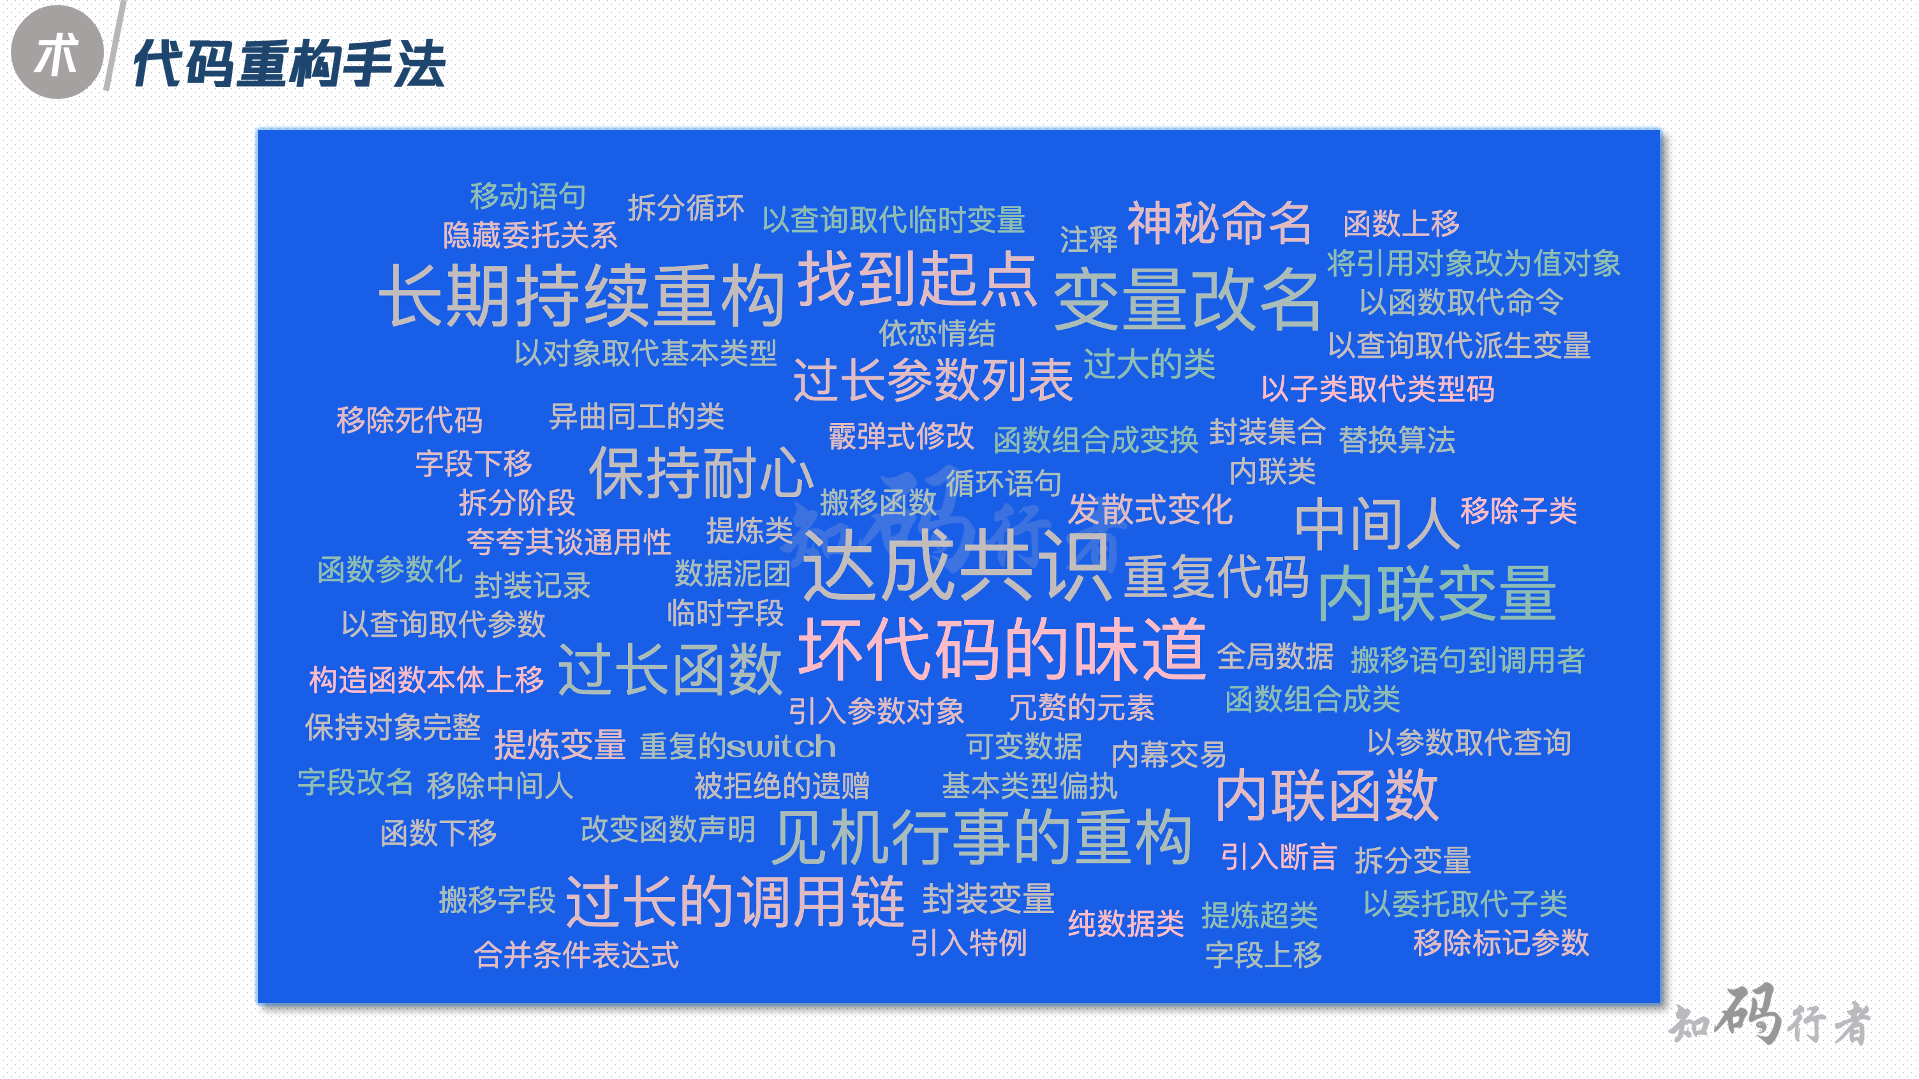 术
代码重构手法
移动语句
拆分循环
以查询取代临时变量
神秘命名
函数上移
隐藏委托关系
注释
将引用对象改为值对象
长期持续重构
找到起点
变量改名
以函数取代命令
依恋情结
以对象取代基本类型
过长参数列表
过大的类
以查询取代派生变量
以子类取代类型码
移除死代码
异曲同工的类
霰弹式修改
函数组合成变换
封装集合
替换算法
字段下移
保持耐心
循环语句
内联类
拆分阶段
搬移函数
发散式变化
中间人
移除子类
夸夸其谈通用性
提炼类
知码行者
函数参数化
封装记录
数据泥团
达成共识
重复代码
内联变量
以查询取代参数
临时字段
构造函数本体上移
过长函数
坏代码的味道
全局数据
搬移语句到调用者
引入参数对象
冗赘的元素
函数组合成类
保持对象完整
提炼变量
重复的switch
可变数据
内幕交易
以参数取代查询
字段改名
移除中间人
被拒绝的遗赠
基本类型偏执
内联函数
函数下移
改变函数声明
见机行事的重构
引入断言
拆分变量
搬移字段
过长的调用链
封装变量
纯数据类
提炼超类
以委托取代子类
合并条件表达式
引入特例
字段上移
移除标记参数
知码行者